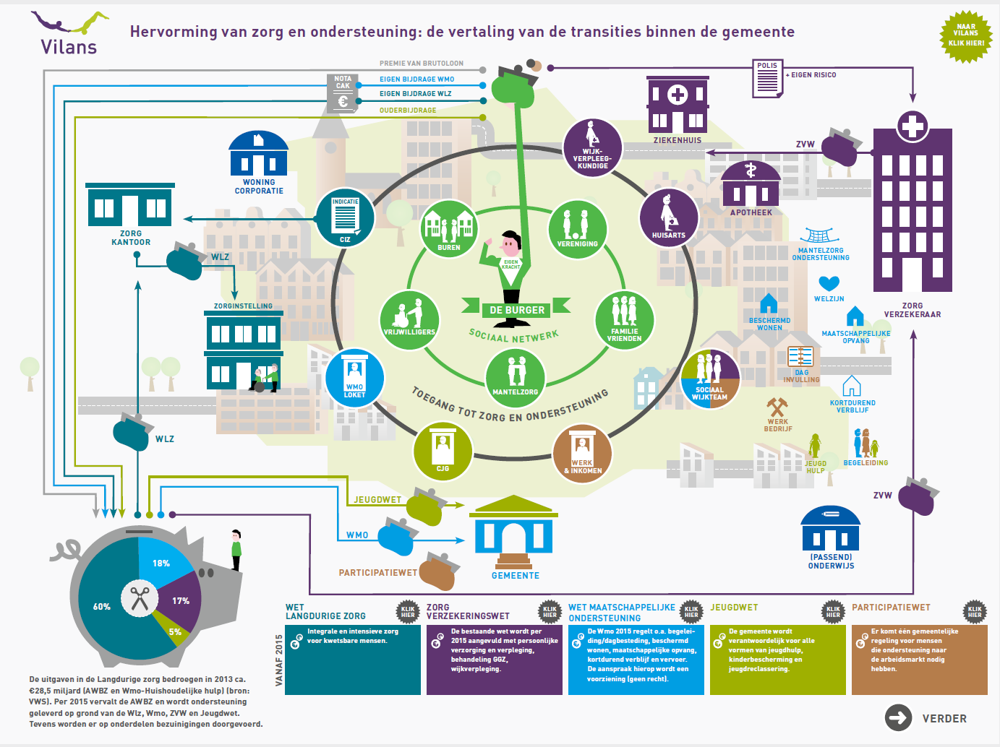 Vilans
Hervorming van zorg en ondersteuning: de vertaling van de transities binnen de gemeente
NAAR
VILANS
KLIK HIER!
PREMIE VAN BRUTOLOON
EIGEN BIJDRAGE WMO
EIGEN BIJDRAGE WLZ
OUDERBIJDRAGE
NOTA
CAK
€
POLIS
+ EIGEN RISICO
ZIEKENHUIS
WIJK-
VERPLEEG-
KUNDIGE
ZVW
WONING
CORPORATIE
APOTHEEK
HUISARTS
INDICATIE
CIZ
ZORG
KANTOOR
BUREN
VERENIGING
EIGEN
KRACHT
WLZ
MANTELZORG
ONDERSTEUNING
WELZIJN
ZORG
VERZEKERAAR
ZORGINSTELLING
DE BURGER
SOCIAAL NETWERK
VRIJWILLIGERS
FAMILIE
VRIENDEN
BESCHERMD
WONEN
MAATSCHAPPELIJKE
OPVANG
DAG
INVULLING
WMO
LOKET
MANTELZORG
SOCIAAL
WIJKTEAM
TOEGANG TOT ZORG EN ONDERSTEUNING
KORTDUREND
VERBLIJF
WERK
BEDRIJF
JEUGD
HULP
BEGELEIDING
WLZ
CJG
WERK
& INKOMEN
ZVW
JEUGDWET
WMO
PARTICIPATIEWET
GEMEENTE
(PASSEND)
ONDERWIJS
18%
17%
60%
5%
De uitgaven in de Langdurige zorg bedroegen in 2013 ca.
€28,5 miljard (AWBZ en Wmo-Huishoudelijke hulp) (bron:
VWS). Per 2015 vervalt de AWBZ en wordt ondersteuning
geleverd op grond van de Wlz, Wmo, ZVW en Jeugdwet.
Tevens worden er op onderdelen bezuinigingen doorgevoerd.
VANAF 2015
WET
LANGDURIGE ZORG
KLIK
HIER
Integrale en intensieve zorg
voor kwetsbare mensen.
ZORG
VERZEKERINGSWET
KLIK
HIER
De bestaande wet wordt per
2015 aangevuld met persoonlijke
verzorging en verpleging,
behandeling GGZ,
wijkverpleging.
WET MAATSCHAPPELIJKE
ONDERSTEUNING
KLIK
HIER
De Wmo 2015 regelt o.a. begelei-
ding/dagbesteding, beschermd
wonen, maatschappelijke opvang,
kortdurend verblijf en vervoer.
De aanspraak hierop wordt een
voorziening (geen recht).
JEUGDWET
KLIK
HIER
De gemeente wordt
verantwoordelijk voor alle
vormen van jeugdhulp,
kinderbescherming en
jeugdreclassering.
PARTICIPATIEWET
KLIK
HIER
Er komt één gemeentelijke
regeling voor mensen
die ondersteuning naar
de arbeidsmarkt nodig
hebben.
VERDER